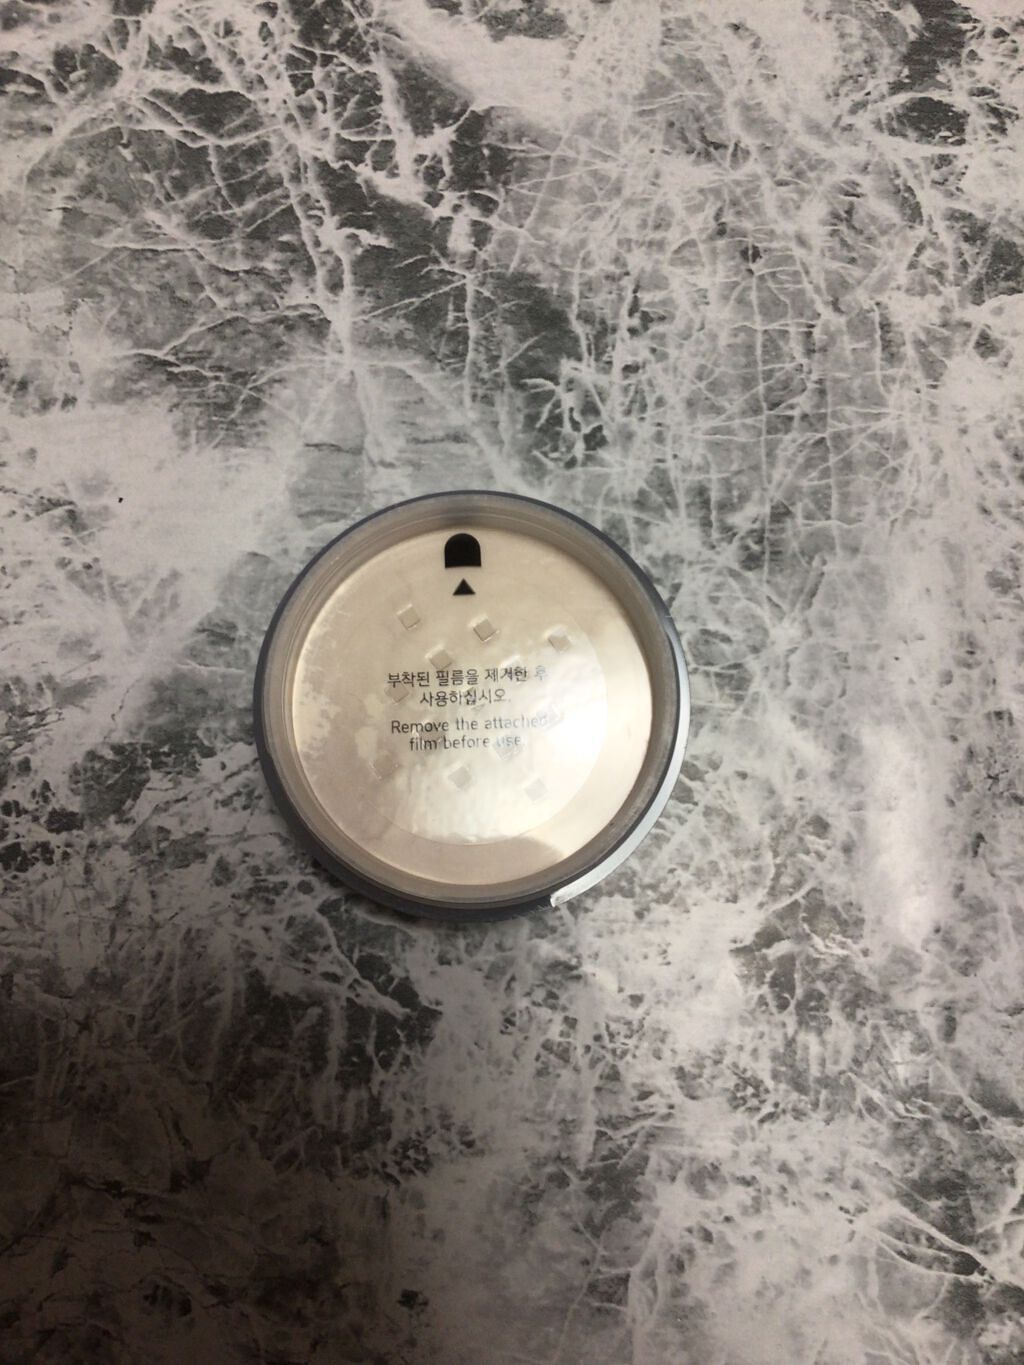 부착된 필름을 제거한 후
사용하십시오.
Remove the attached
film before use.